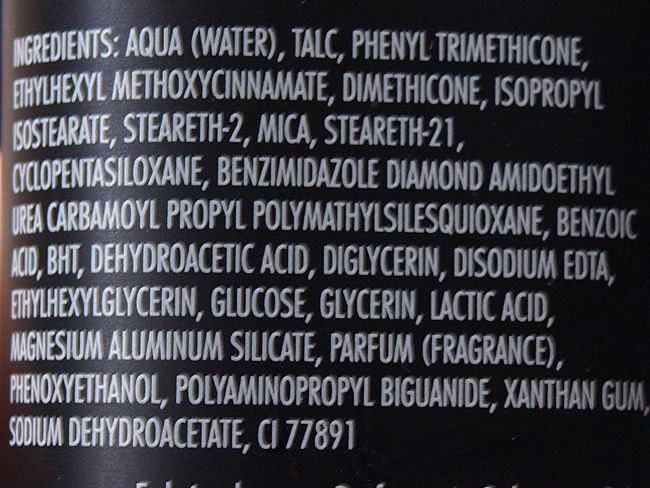 INGREDIENTS: AQUA (WATER), TALC, PHENYL TRIMETHICONE,
ETHYLHEXYL METHOXYCINNAMATE, DIMETHICONE, ISOPROPYL
ISOSTEARATE, STEARETH-2, MICA, STEARETH-21,
CYCLOPENTASILOXANE, BENZIMIDAZOLE DIAMOND AMIDOETHYL
UREA CARBAMOYL PROPYL POLYMATHYLSILESQUIOXANE, BENZOIC
ACID, BHT, DEHYDROACETIC ACID, DIGLYCERIN, DISODIUM EDTA,
ETHYLHEXYLGLYCERIN, GLUCOSE, GLYCERIN, LACTIC ACID,
MAGNESIUM ALUMINUM SILICATE, PARFUM (FRAGRANCE),
PHENOXYETHANOL, POLYAMINOPROPYL BIGUANIDE, XANTHAN GUM,
SODIUM DEHYDROACETATE, CI 77891